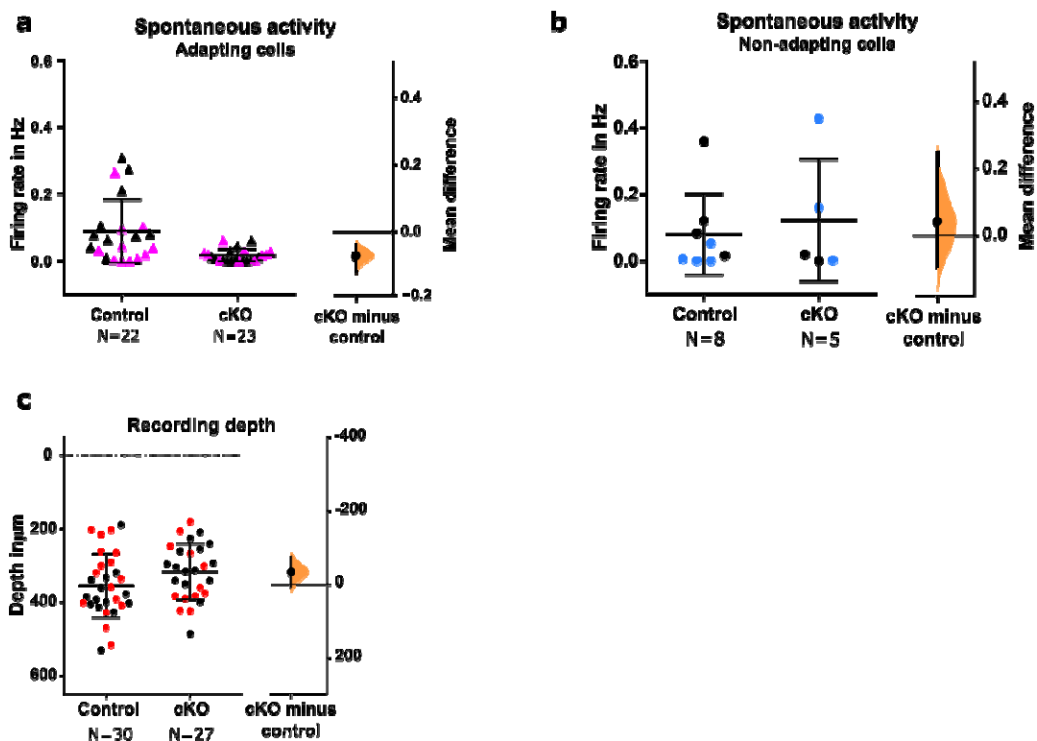 a
Spontaneous activity
Adapting cells
0.6
0.4
0.2
0.0
Firing rate in Hz
Control
N=22
cKO
N=23
cKO minus
control
0.4
0.2
0.0
-0.2
Mean difference
b
Spontaneous activity
Non-adapting cells
0.6
0.4
0.2
0.0
Firing rate in Hz
Control
N=8
cKO
N=5
cKO minus
control
0.4
0.2
0.0
Mean difference
c
Recording depth
0
200
400
600
Depth inµm
Control
N=30
cKO
N=27
cKO minus
control
-400
-200
0
200